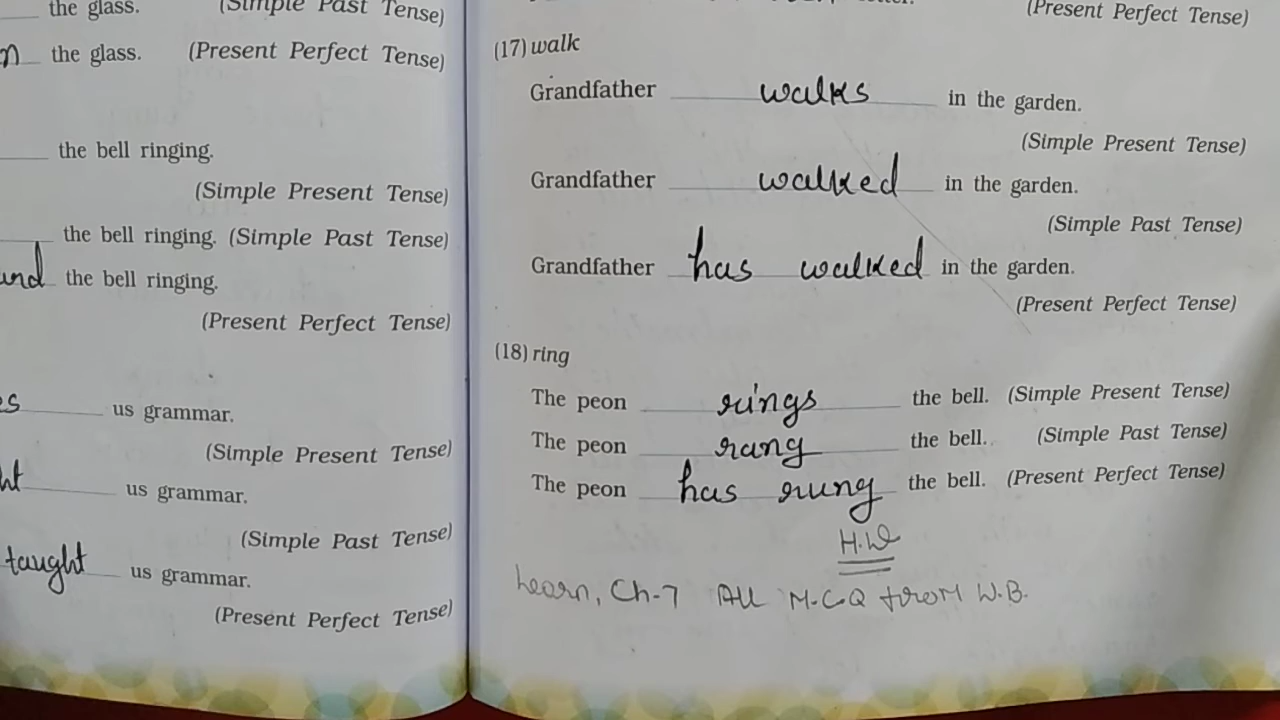 the glass. (Simple Past Tense)
the glass. (Present Perfect Tense)
the bell ringing.
(Simple Present Tense)
the bell ringing. (Simple Past Tense)
the bell ringing.
(Present Perfect Tense)
us grammar.
(Simple Present Tense)
us grammar.
(Simple Past Tense)
taught us grammar.
(Present Perfect Tense)
(Present Perfect Tense)
(17) walk
Grandfather walks in the garden.
(Simple Present Tense)
Grandfather walked in the garden.
(Simple Past Tense)
Grandfather has walked in the garden.
(Present Perfect Tense)
(18) ring
The peon rings the bell. (Simple Present Tense)
The peon rang the bell. (Simple Past Tense)
The peon has rung the bell. (Present Perfect Tense)
H.W
Learn, Ch-7 All M.C.Q from W.B.